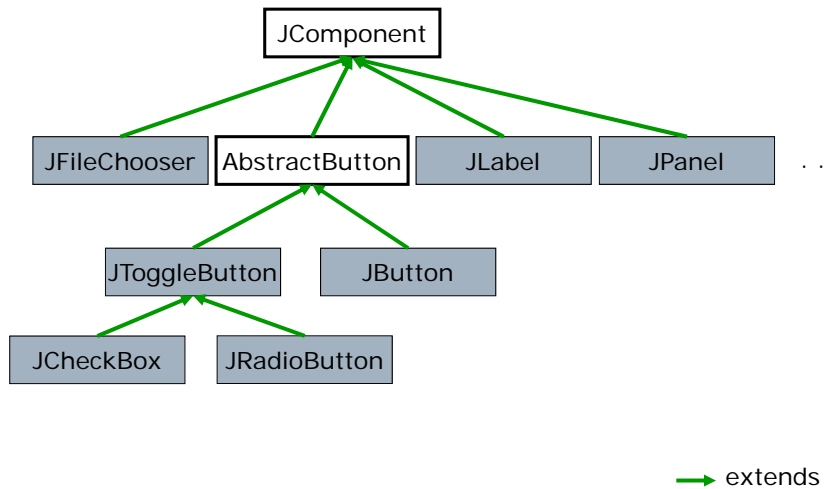 JComponent
JFileChooser AbstractButton JLabel JPanel . .
JToggleButton JButton
JCheckBox JRadioButton
extends